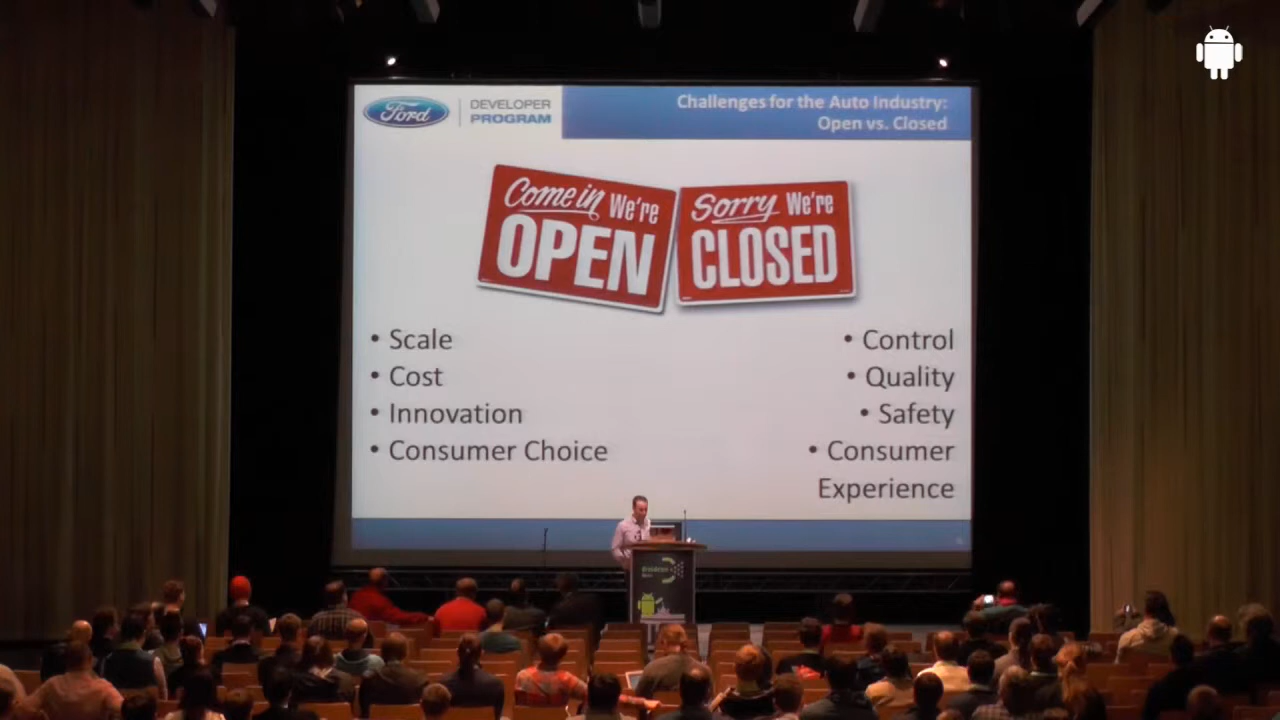 Ford
DEVELOPER
PROGRAM
Challenges for the Auto Industry:
Open vs. Closed
Come in We're
OPEN
Sorry We're
CLOSED
• Scale
• Cost
• Innovation
• Consumer Choice
• Control
• Quality
• Safety
• Consumer
Experience